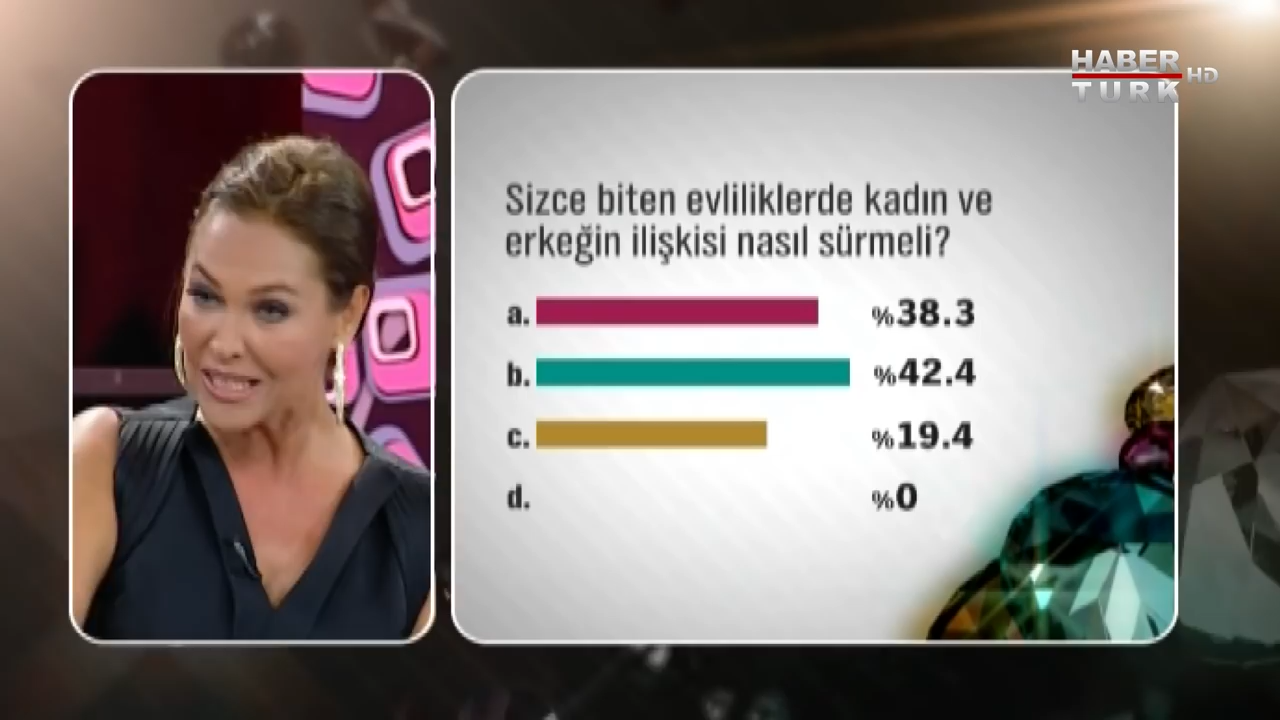 HABER
TURK HD
Sizce biten evliliklerde kadın ve
erkeğin ilişkisi nasıl sürmeli?
a. %38.3
b. %42.4
c. %19.4
d. %0